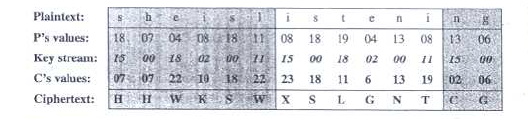 Plaintext: s h e i s l i s t e n i n g
P's values: 18 07 04 08 18 11 08 18 19 04 13 08 13 06
Key stream: 15 00 18 02 00 11 15 00 18 02 00 11 15 00
C's values: 07 07 22 10 18 22 23 18 11 6 13 19 02 06
Ciphertext: H H W K S W X S L G N T C G